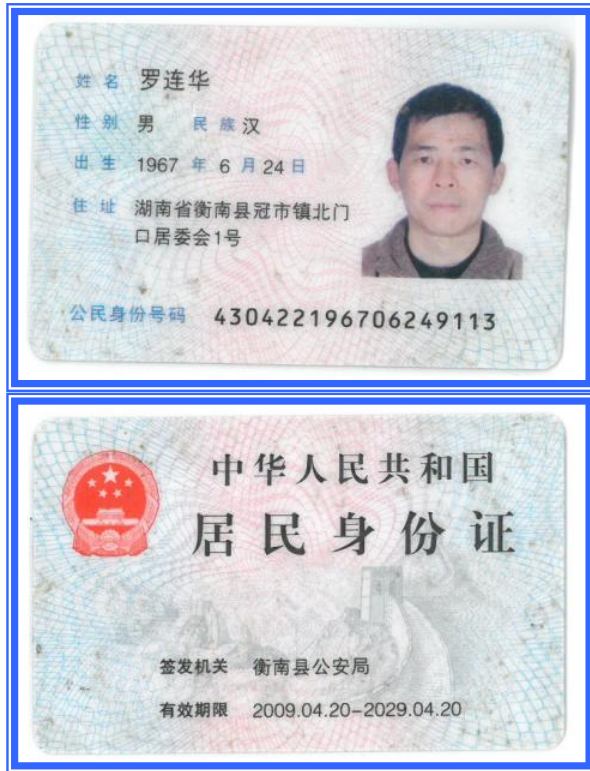 姓名 罗连华
性别 男 民族 汉
出生 1967 年 6 月 24 日
住址 湖南省衡南县冠市镇北门
口居委会1号
公民身份号码 430422196706249113
中华人民共和国
居民身份证
签发机关 衡南县公安局
有效期限 2009.04.20-2029.04.20